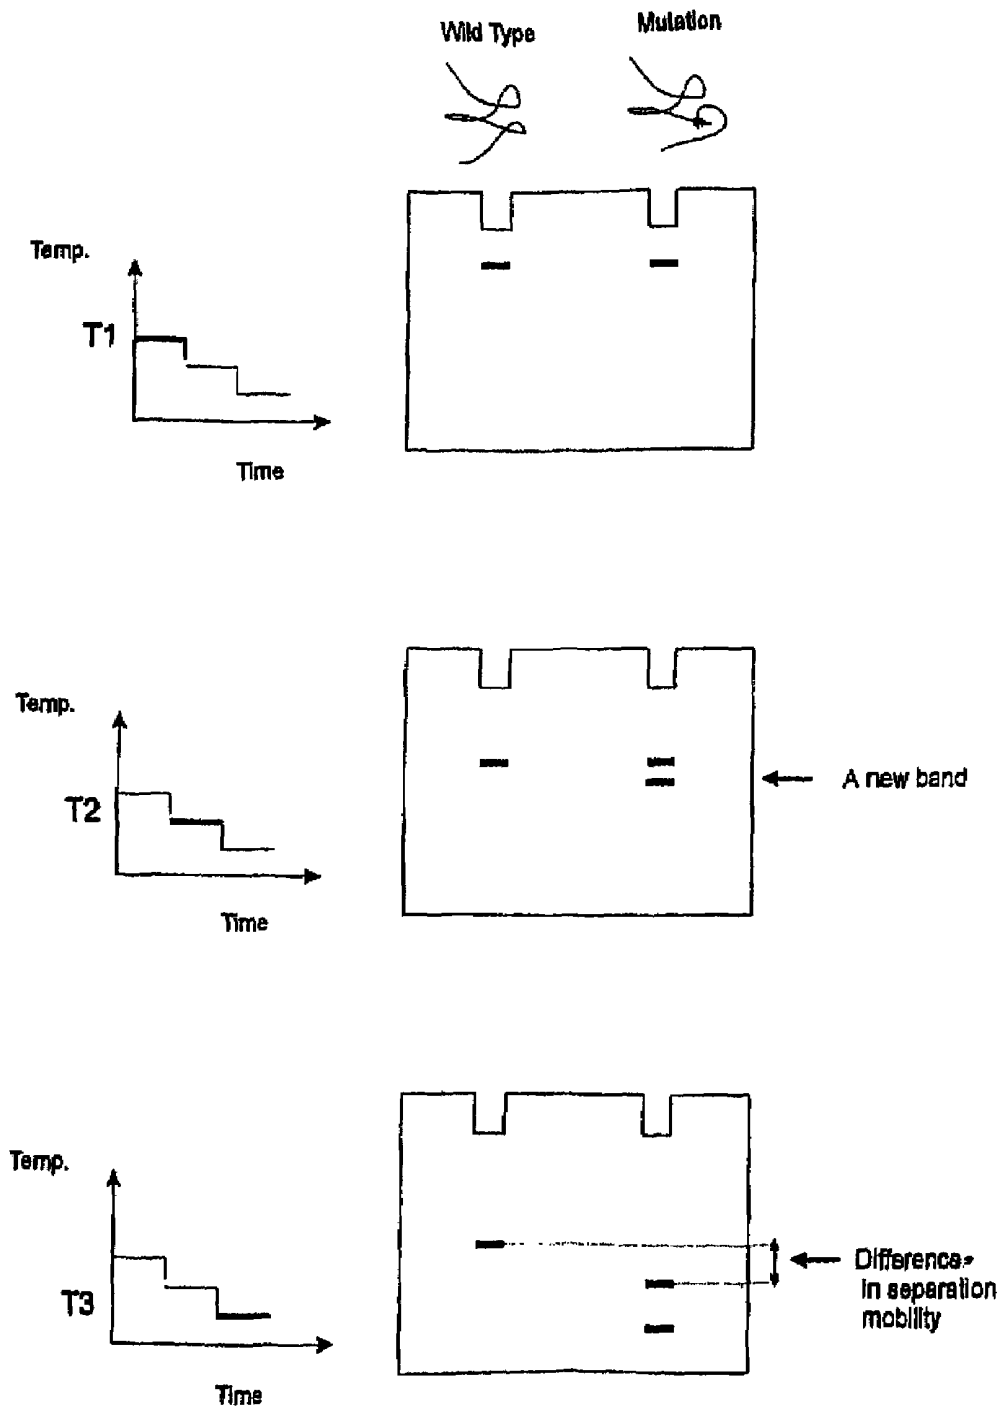 Wild Type
Mutation
Temp.
T1
Time
Temp.
T2
A new band
Time
Temp.
T3
Difference
in separation
mobility
Time